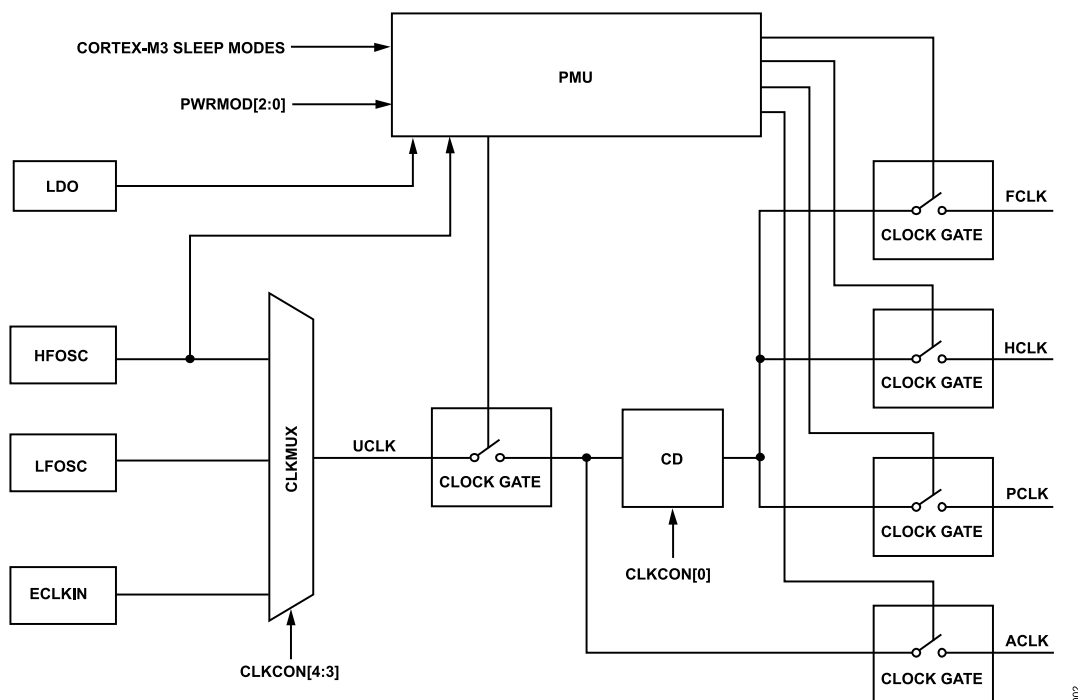 CORTEX-M3 SLEEP MODES
PMU
PWRMOD[2:0]
LDO
FCLK
CLOCK GATE
HFOSC
HCLK
CLOCK GATE
CLKMUX
LFOSC
UCLK
CLOCK GATE
CD
PCLK
CLOCK GATE
CLKCON[0]
ECLKIN
ACLK
CLOCK GATE
CLKCON[4:3]
002